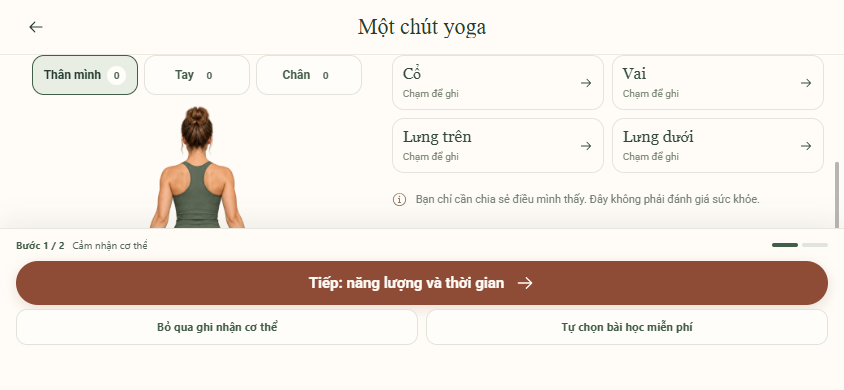 Một chút yoga
Thân mình 0
Tay 0
Chân 0
Cổ
Chạm để ghi
Vai
Chạm để ghi
Lưng trên
Chạm để ghi
Lưng dưới
Chạm để ghi
Bạn chỉ cần chia sẻ điều mình thấy. Đây không phải đánh giá sức khỏe.
Bước 1 / 2 Cảm nhận cơ thể
Tiếp: năng lượng và thời gian
Bỏ qua ghi nhận cơ thể
Tự chọn bài học miễn phí